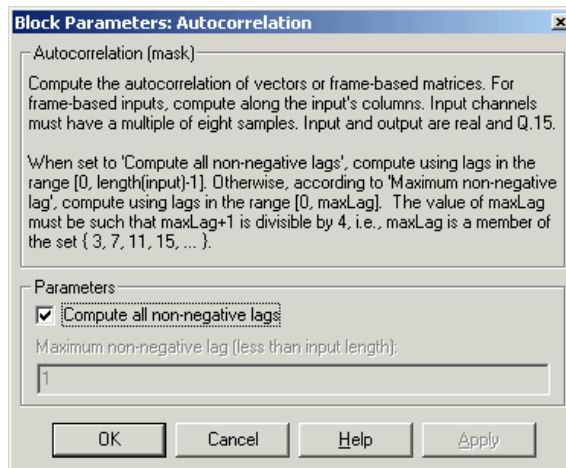 Block Parameters: Autocorrelation
Autocorrelation (mask)
Compute the autocorrelation of vectors or frame-based matrices. For
frame-based inputs, compute along the input's columns. Input channels
must have a multiple of eight samples. Input and output are real and Q.15.
When set to 'Compute all non-negative lags', compute using lags in the
range [0, length(input)-1]. Otherwise, according to 'Maximum non-negative
lag', compute using lags in the range [0, maxLag].  The value of maxLag
must be such that maxLag+1 is divisible by 4, i.e., maxLag is a member of
the set { 3, 7, 11, 15, ... }.
Parameters
Compute all non-negative lags
Maximum non-negative lag (less than input length):
1
OK Cancel Help Apply